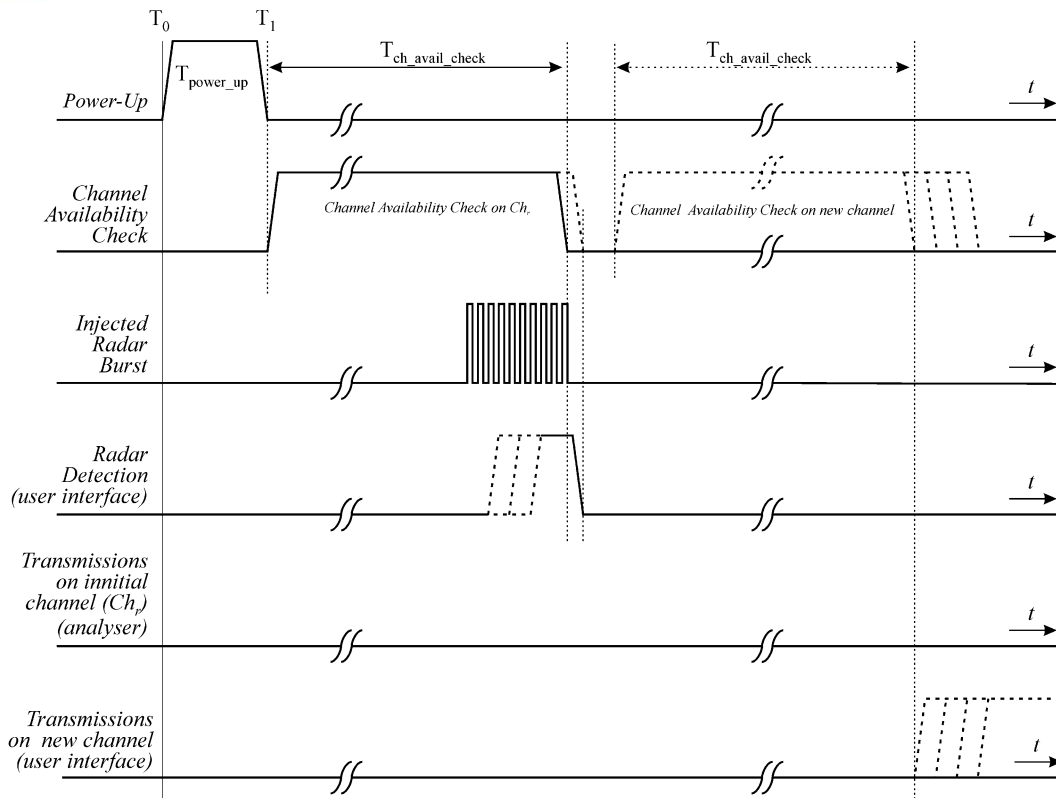 T0 T1
Tch_avail_check Tch_avail_check
Tpower_up
Power-Up
t
Channel
Availability
Check
Channel Availability Check on Chr
Channel Availability Check on new channel
t
Injected
Radar
Burst
t
Radar
Detection
(user interface)
t
Transmissions
on innitial
channel (Chr)
(analyser)
t
Transmissions
on new channel
(user interface)
t